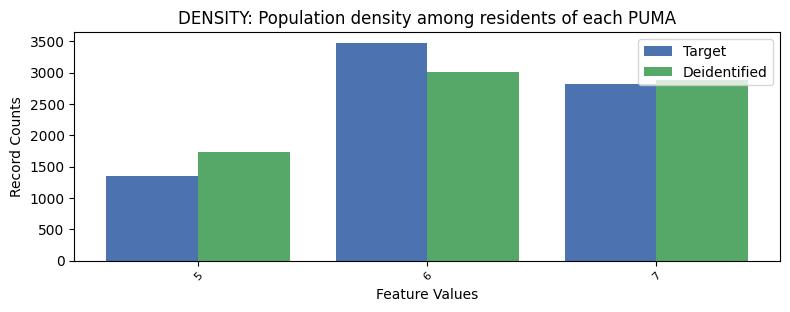 DENSITY: Population density among residents of each PUMA
3500
3000
2500
2000
1500
1000
500
0
Record Counts
Target
Deidentified
5
6
7
Feature Values